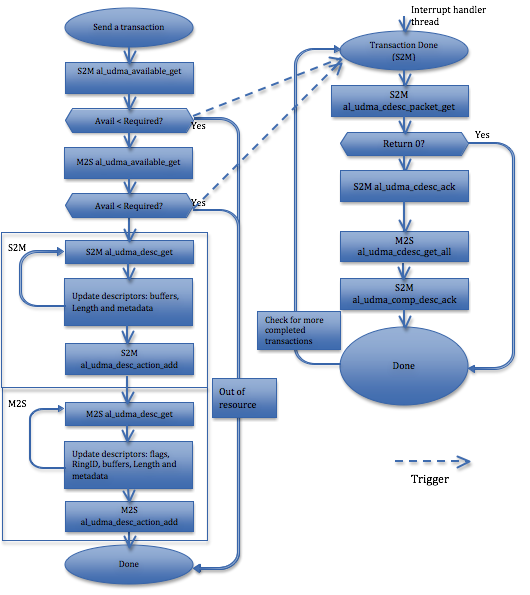 Send a transaction
S2M al_udma_available_get
Avail < Required?
Yes
M2S al_udma_available_get
Avail < Required?
Yes
S2M
S2M al_udma_desc_get
Update descriptors: buffers,
Length and metadata
S2M
al_udma_desc_action_add
M2S
M2S al_udma_desc_get
Update descriptors: flags,
RingID, buffers, Length and
metadata
M2S
al_udma_desc_action_add
Done
Out of
resource
Interrupt handler
thread
Transaction Done
(S2M)
S2M
al_udma_cdesc_packet_get
Return 0?
Yes
S2M al_udma_cdesc_ack
M2S
al_udma_cdesc_get_all
S2M
al_udma_comp_desc_ack
Check for more
completed
transactions
Done
Trigger